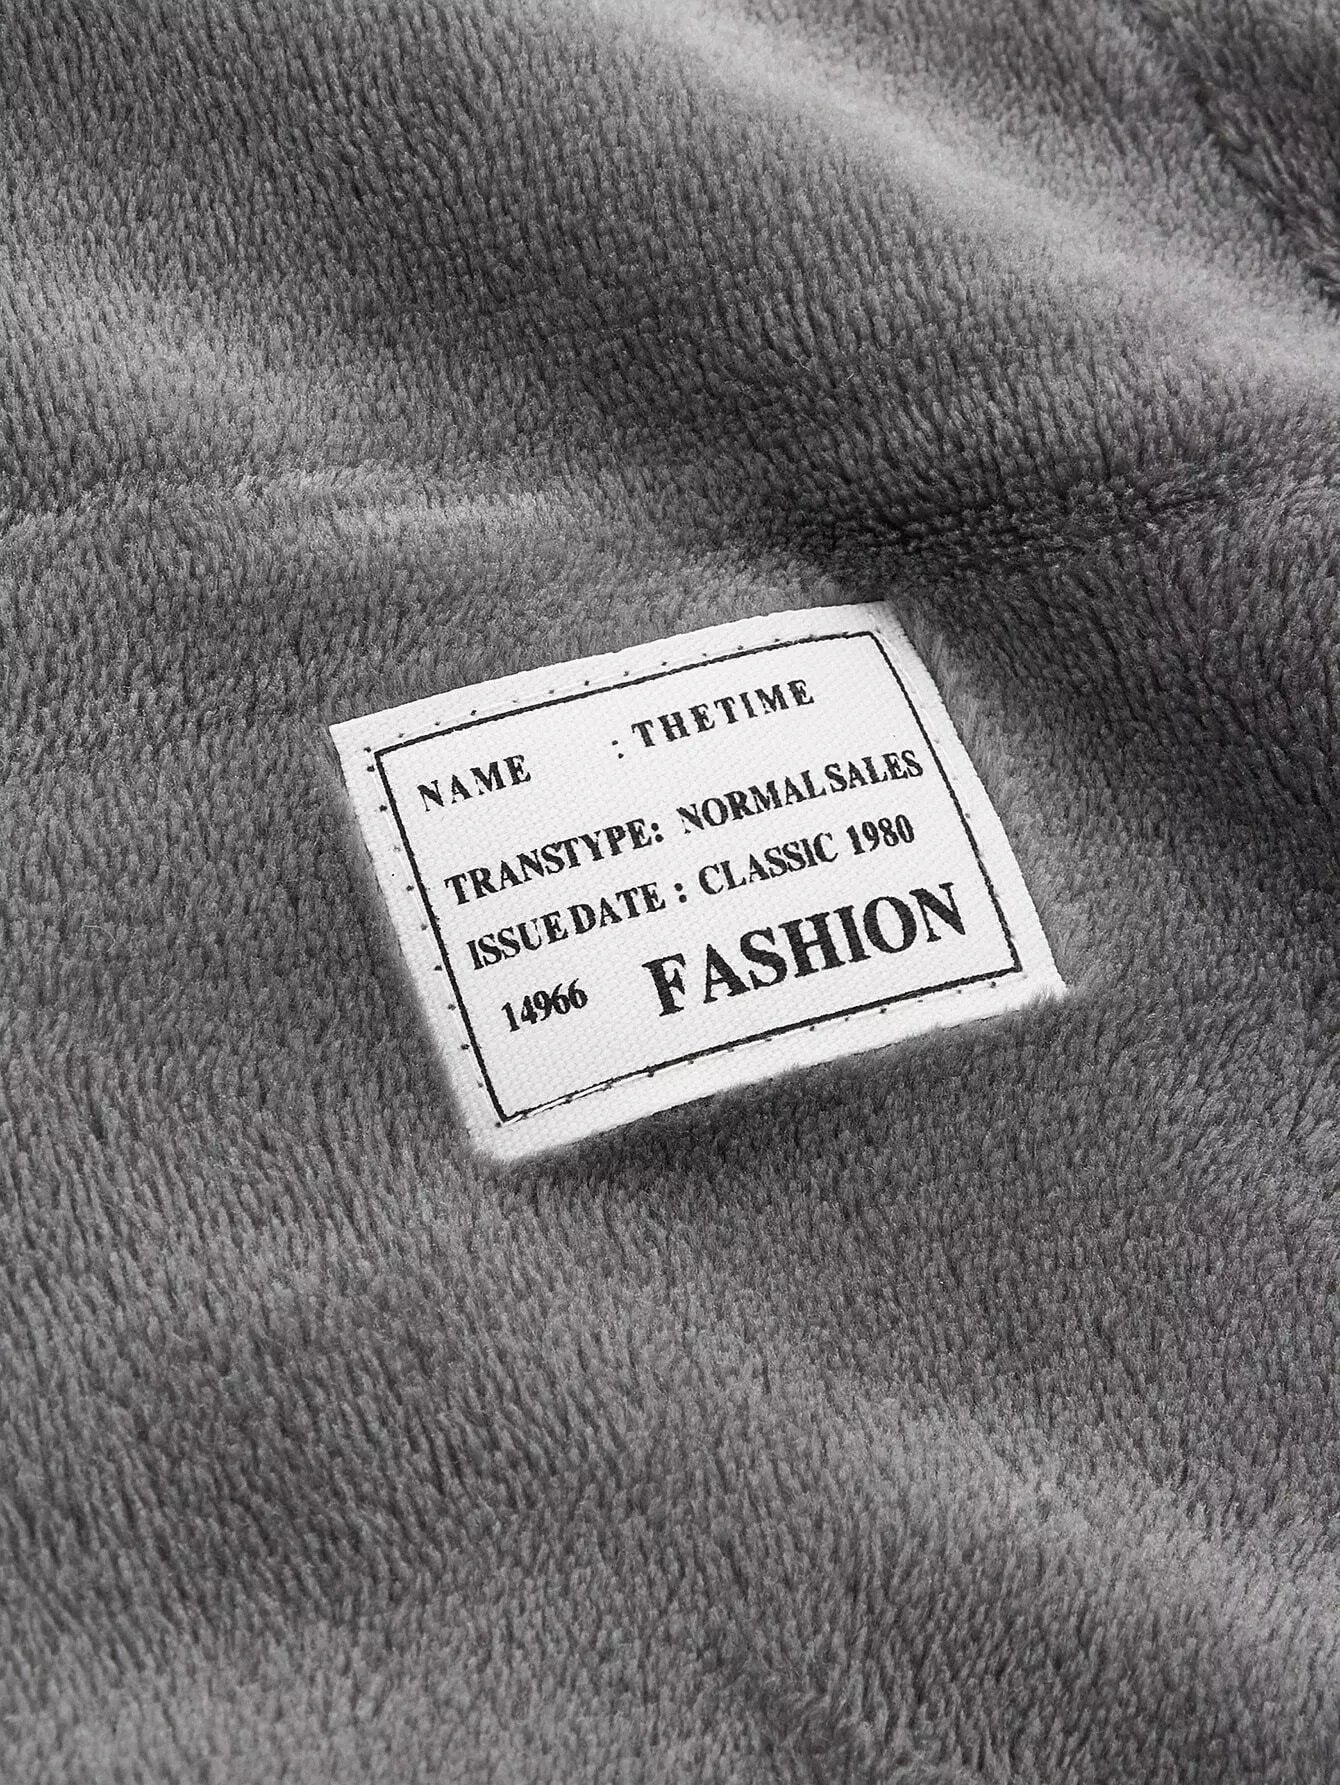 NAME : THETIME
TRANSTYPE: NORMALSALES
ISSUEDATE : CLASSIC 1980
14966 FASHION